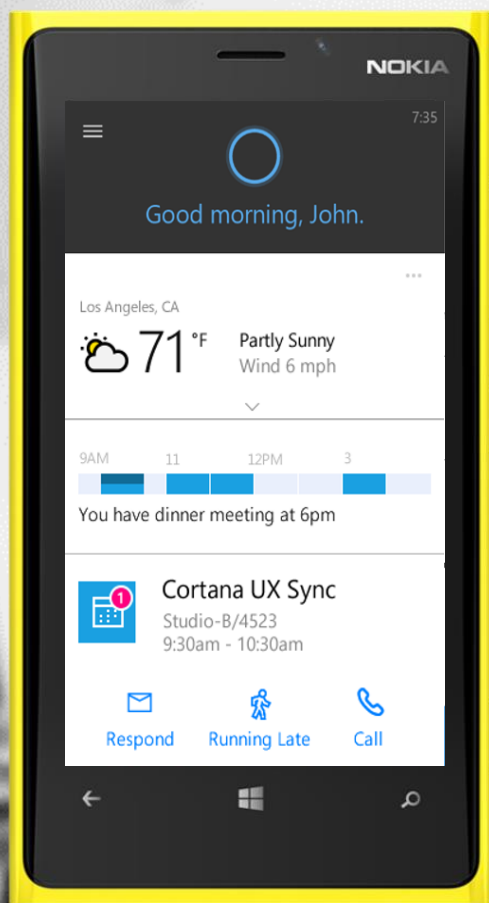 NOKIA
7:35
Good morning, John.
Los Angeles, CA
71 °F
Partly Sunny
Wind 6 mph
9AM 11 12PM 3
You have dinner meeting at 6pm
1
Cortana UX Sync
Studio-B/4523
9:30am - 10:30am
Respond Running Late Call